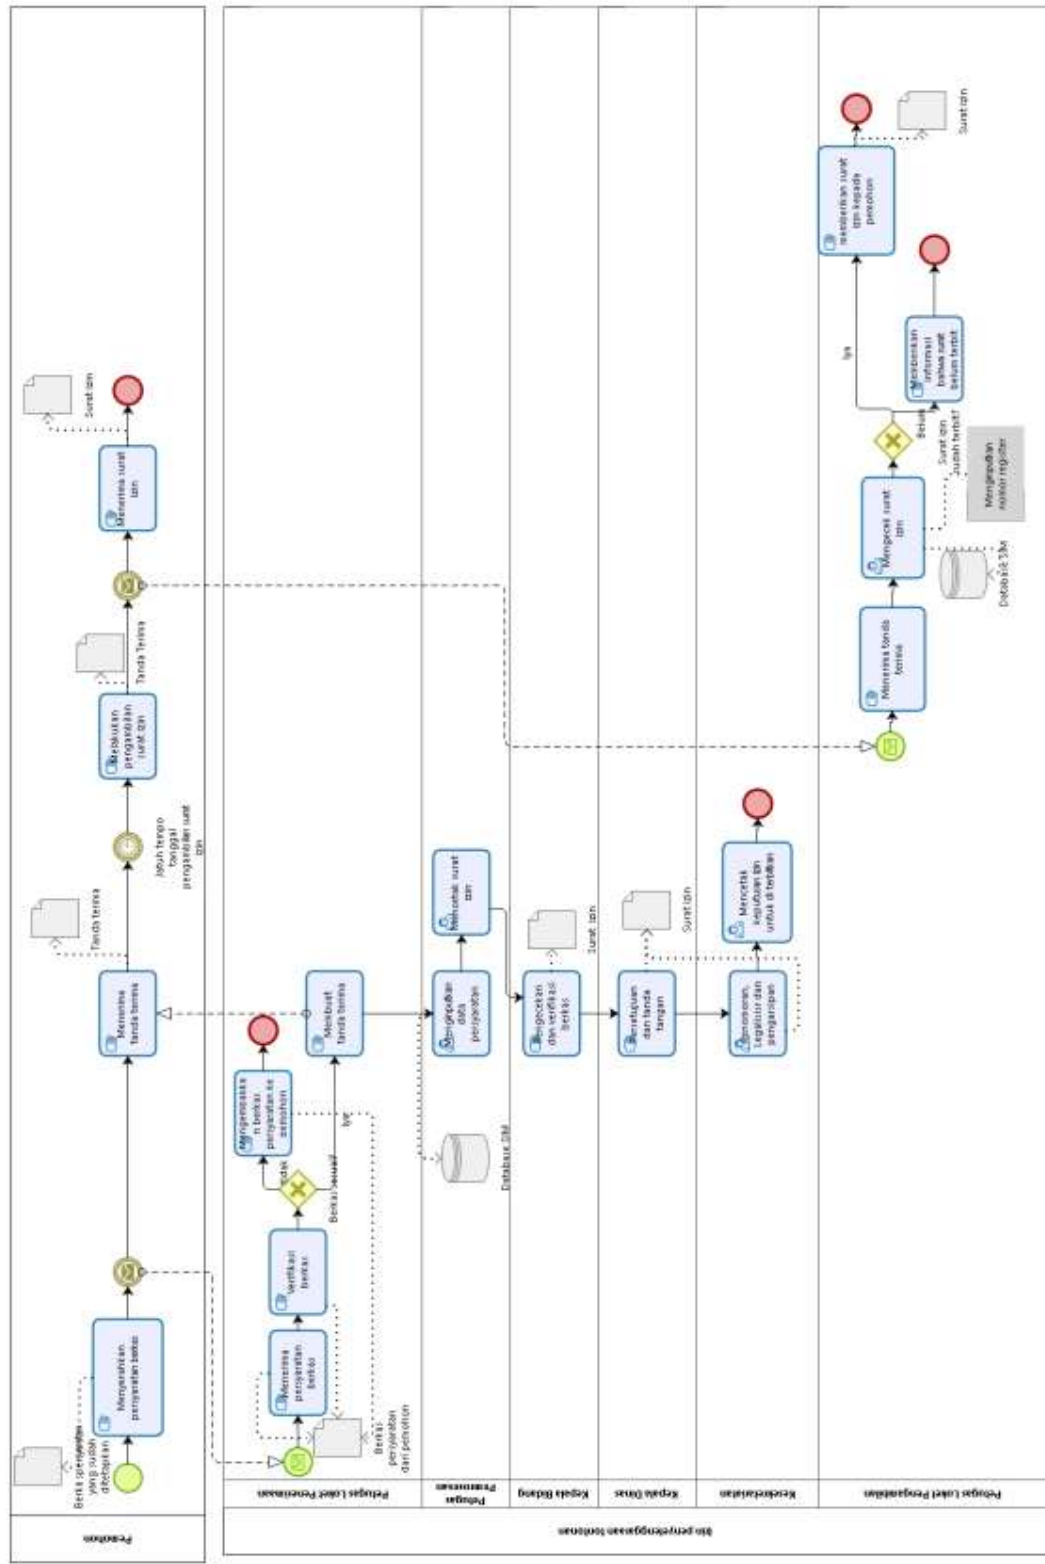 Pemohon
yang sudah
ditetapkan
Menyerahkan
persyaratan berkas
Menerima
tanda terima
Tanda terima
Jatuh tempo
tanggal
pengambilan surat
izin
Melakukan
pengambilan
surat izin
Tanda Terima
Menerima surat
izin
Surat izin
Izin penyelenggaraan tontonan
Petugas Loket Penerimaan
Berkas
persyaratan
dari pemohon
Menerima
persyaratan
berkas
Verifikasi
berkas
Berkas sesuai?
Tidak
Iya
Mengembalika
n berkas
persyaratan ke
pemohon
Membuat
tanda terima
Petugas
Pemrosesan
Database SIM
Menginputkan
data
persyaratan
Mencetak surat
izin
Kepala Bidang
Pengecekan
dan verifikasi
berkas
Surat izin
Kepala Dinas
Persetujuan
dan tanda
tangan
Surat izin
Kesekretariatan
Penomoran,
Legalisir dan
pengarsipan
Mencetak
keputusan izin
untuk di terbitkan
Petugas Loket Pengambilan
Menerima tanda
terima
Mengecek surat
izin
Database SIM
Menginputkan
nomor register
Surat izin
sudah terbit?
Belum
Iya
Memberikan
informasi
bahwa surat
belum terbit
memberikan surat
izin kepada
pemohon
Surat izin